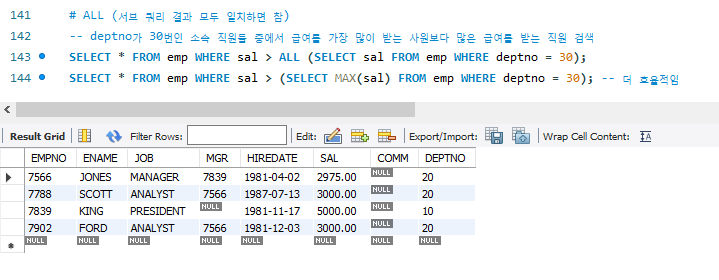 141 # ALL (서브 쿼리 결과 모두 일치하면 참)
142 -- deptno가 30번인 소속 직원들 중에서 급여를 가장 많이 받는 사원보다 많은 급여를 받는 직원 검색
143 SELECT * FROM emp WHERE sal > ALL (SELECT sal FROM emp WHERE deptno = 30);
144 SELECT * FROM emp WHERE sal > (SELECT MAX(sal) FROM emp WHERE deptno = 30); -- 더 효율적임
Result Grid Filter Rows: Edit: Export/Import: Wrap Cell Content: IA
EMPNO ENAME JOB MGR HIREDATE SAL COMM DEPTNO
7566 JONES MANAGER 7839 1981-04-02 2975.00 NULL 20
7788 SCOTT ANALYST 7566 1987-07-13 3000.00 NULL 20
7839 KING PRESIDENT NULL 1981-11-17 5000.00 NULL 10
7902 FORD ANALYST 7566 1981-12-03 3000.00 NULL 20
NULL NULL NULL NULL NULL NULL NULL NULL